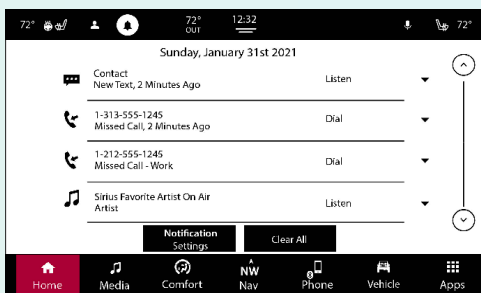 72° 72° OUT 12:32 72°
Sunday, January 31st 2021
Contact
New Text, 2 Minutes Ago Listen
1-313-555-1245
Missed Call, 2 Minutes Ago Dial
1-212-555-1245
Missed Call - Work Dial
Sirius Favorite Artist On Air
Artist Listen
Notification
Settings
Clear All
NW
Home Media Comfort Nav Phone Vehicle Apps